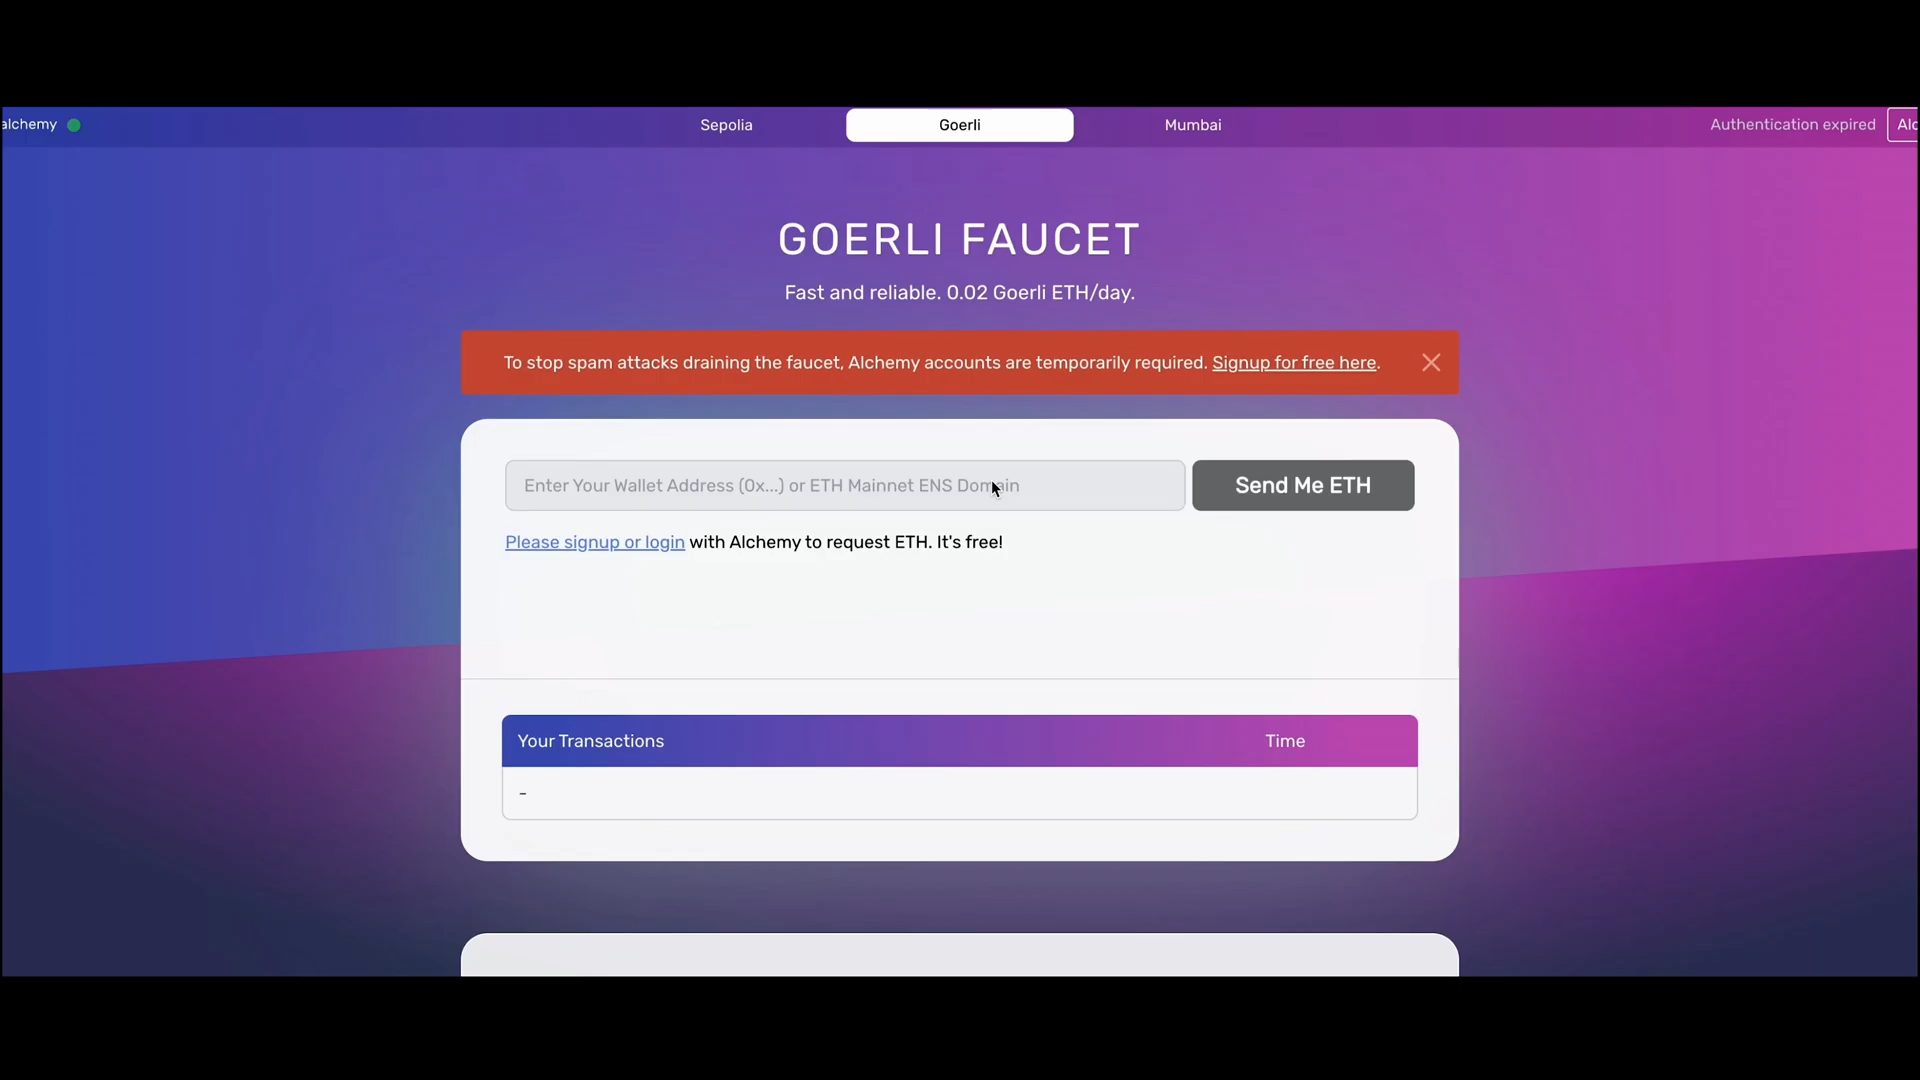 alchemy
Sepolia
Goerli
Mumbai
Authentication expired
Alc
GOERLI FAUCET
Fast and reliable. 0.02 Goerli ETH/day.
To stop spam attacks draining the faucet, Alchemy accounts are temporarily required. Signup for free here.
Enter Your Wallet Address (0x...) or ETH Mainnet ENS Domain
Send Me ETH
Please signup or login with Alchemy to request ETH. It's free!
Your Transactions
Time
-